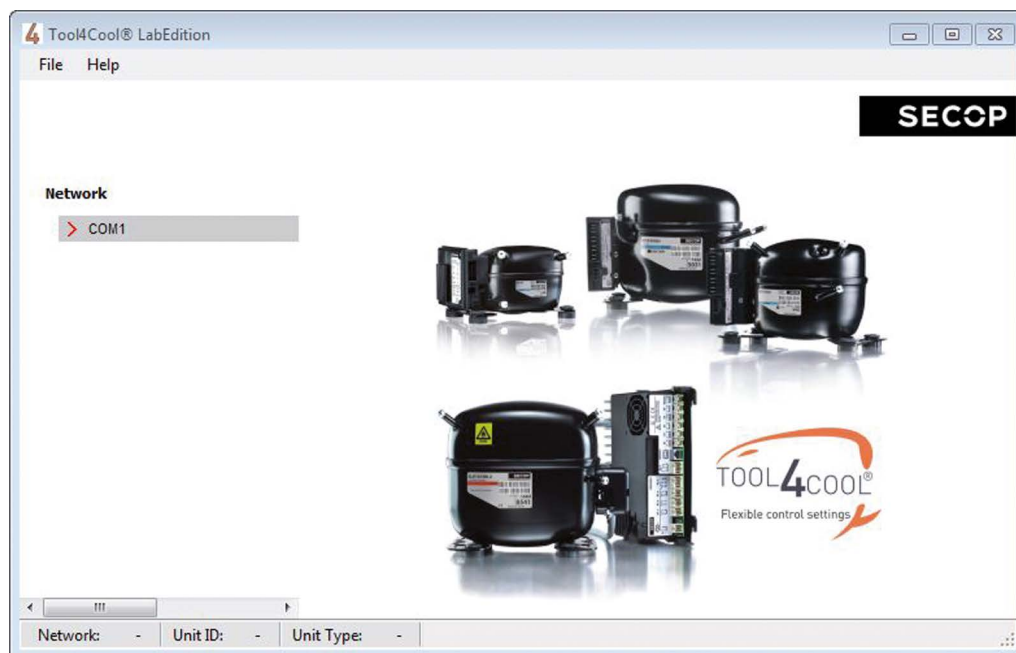 Tool4Cool® LabEdition
File Help
SECOP
Network
COM1
TOOL4COOL®
Flexible control settings
Network: - Unit ID: - Unit Type: -